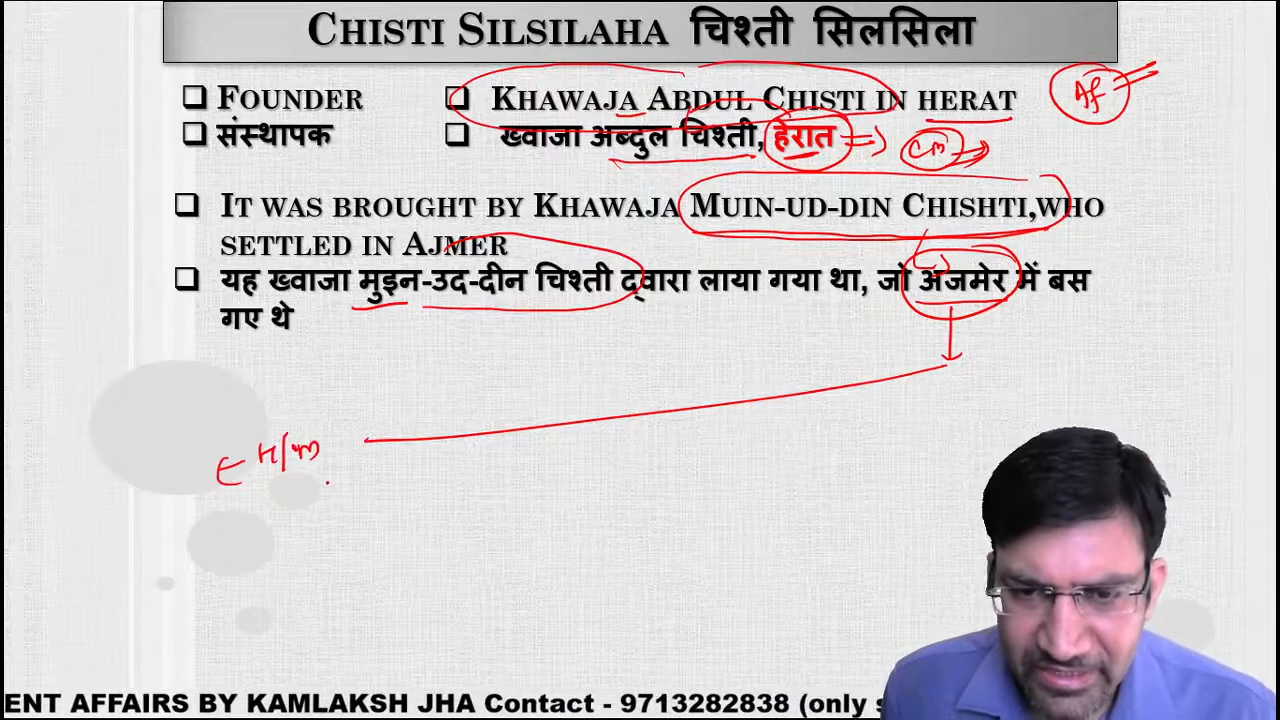 CHISTI SILSILAHA चिश्ती सिलसिला
FOUNDER KHAWAJA ABDUL CHISTI IN HERAT
संस्थापक ख्वाजा अब्दुल चिश्ती, हेरात
IT WAS BROUGHT BY KHAWAJA MUIN-UD-DIN CHISHTI,WHO
SETTLED IN AJMER
यह ख्वाजा मुइन-उद-दीन चिश्ती द्वारा लाया गया था, जो अजमेर में बस
गए थे
H/M
ENT AFFAIRS BY KAMLAKSH JHA Contact - 9713282838 (only s